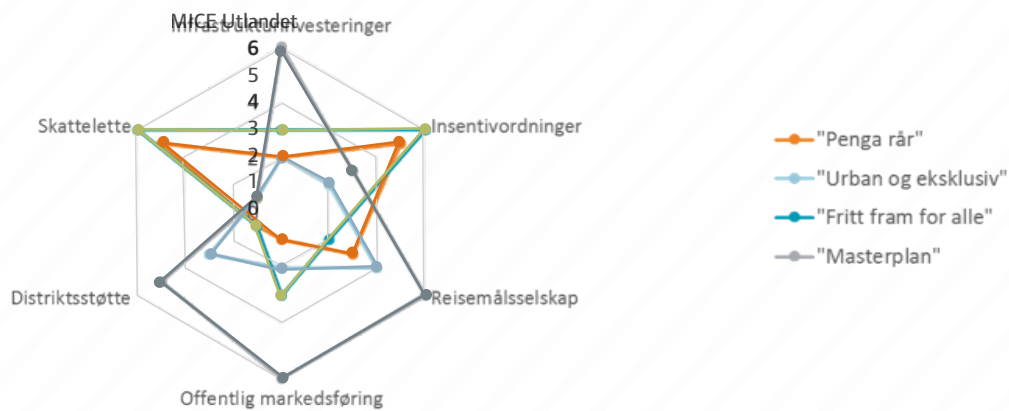 MICE Utlandet
Infrastrukturinvesteringer
6
5
4
3
2
1
0
Skattelette
Insentivordninger
Distriktsstøtte
Reisemålsselskap
Offentlig markedsføring
"Penga rår"
"Urban og eksklusiv"
"Fritt fram for alle"
"Masterplan"